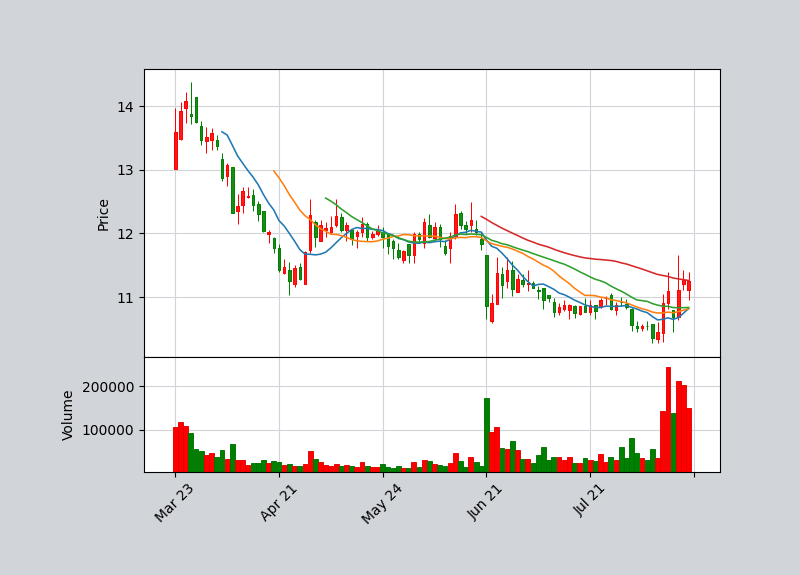 14
13
12
11
Price
200000
100000
Volume
Mar 23
Apr 21
May 24
Jun 21
Jul 21